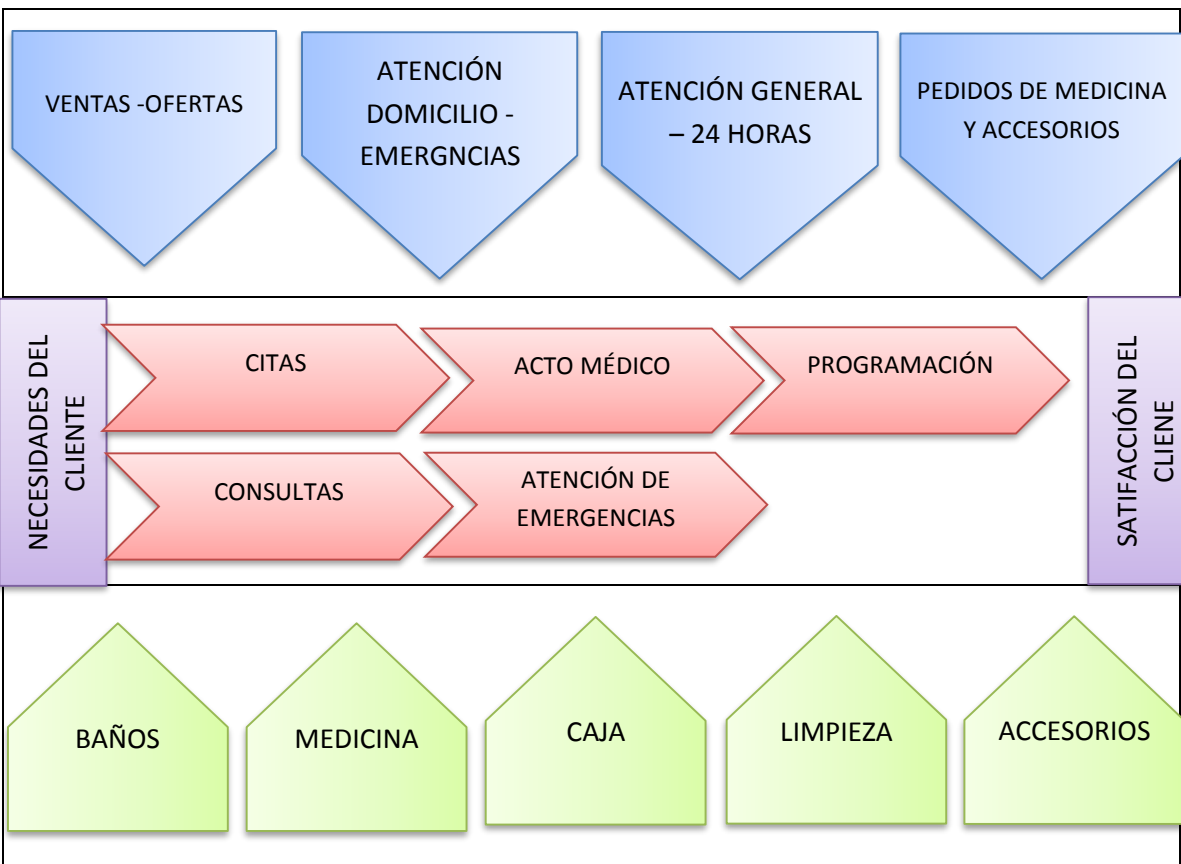 VENTAS -OFERTAS
ATENCIÓN
DOMICILIO -
EMERGNCIAS
ATENCIÓN GENERAL
– 24 HORAS
PEDIDOS DE MEDICINA
Y ACCESORIOS
NECESIDADES DEL
CLIENTE
CITAS
ACTO MÉDICO
PROGRAMACIÓN
CONSULTAS
ATENCIÓN DE
EMERGENCIAS
SATIFACCIÓN DEL
CLIENE
BAÑOS
MEDICINA
CAJA
LIMPIEZA
ACCESORIOS